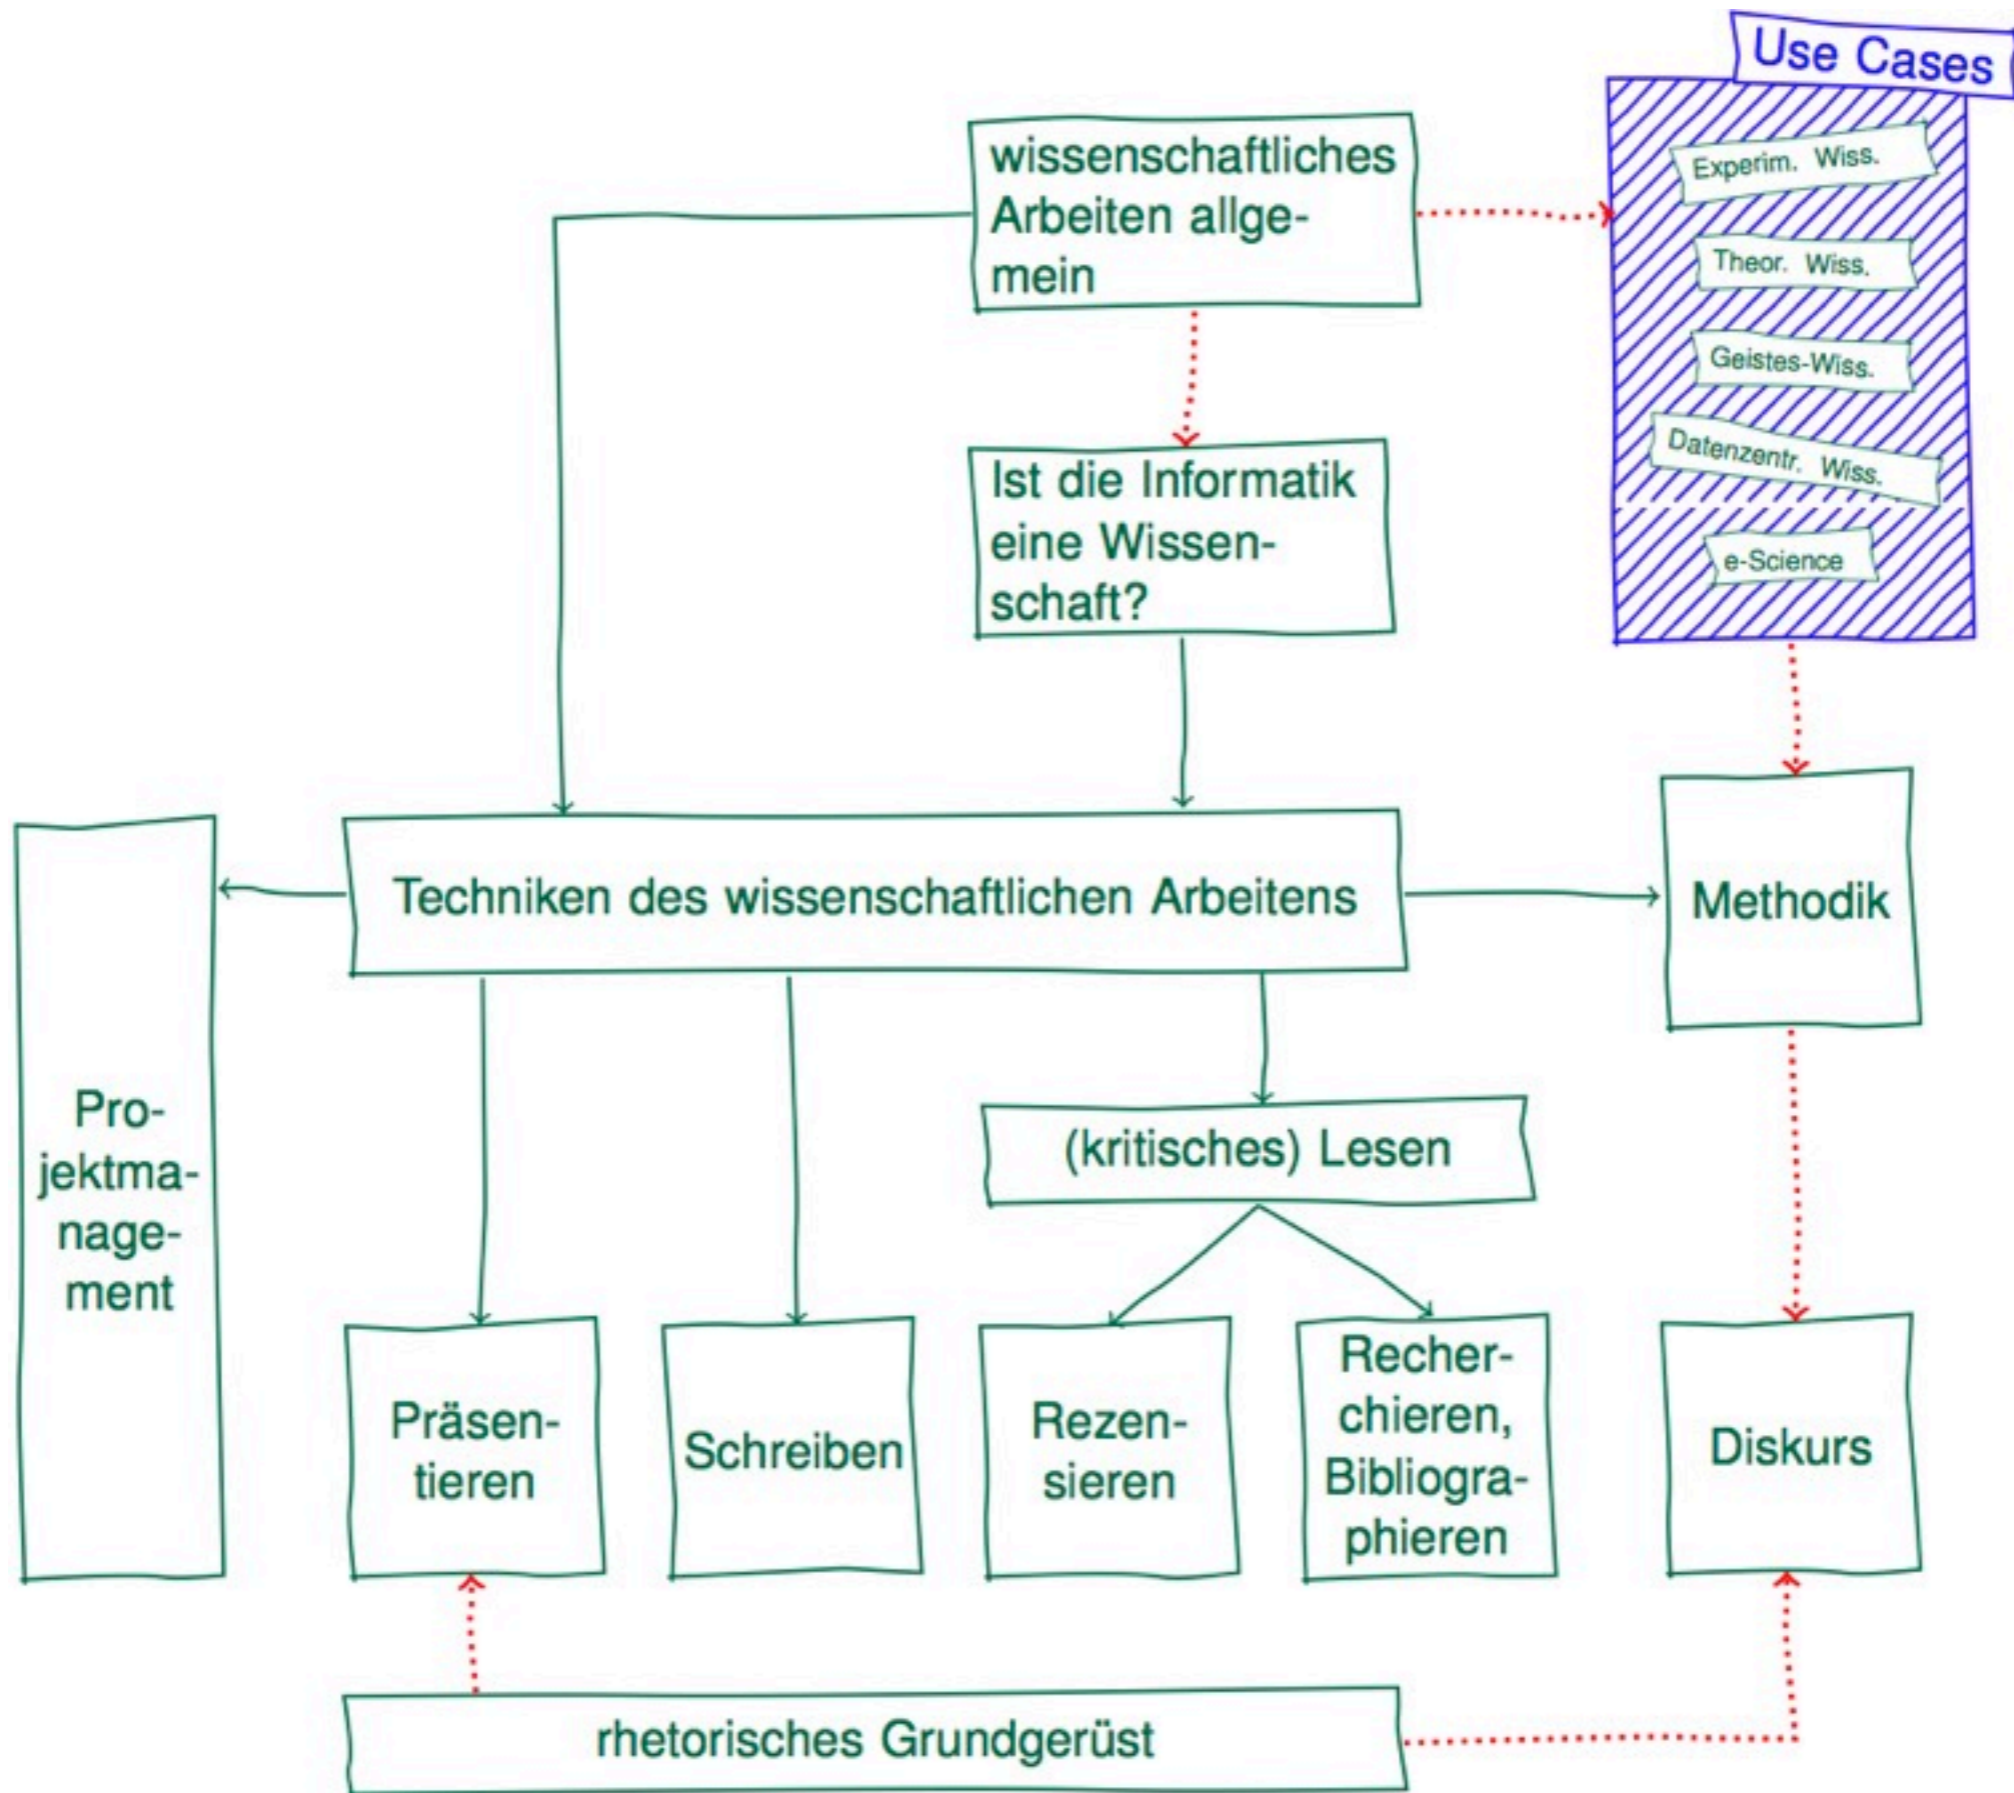 Use Cases
wissenschaftliches
Arbeiten allge-
mein
Experim. Wiss.
Theor. Wiss.
Geistes-Wiss.
Datenzentr. Wiss.
e-Science
Ist die Informatik
eine Wissen-
schaft?
Techniken des wissenschaftlichen Arbeitens
Methodik
Pro-
jektma-
nage-
ment
(kritisches) Lesen
Präsen-
tieren
Schreiben
Rezen-
sieren
Recher-
chieren,
Bibliogra-
phieren
Diskurs
rhetorisches Grundgerüst